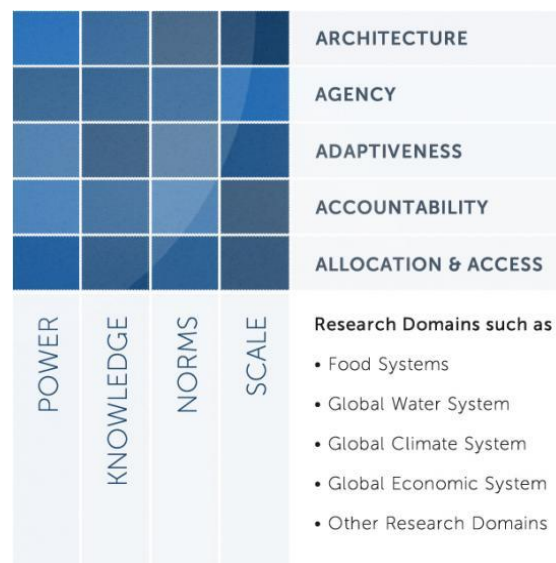 ARCHITECTURE
AGENCY
ADAPTIVENESS
ACCOUNTABILITY
ALLOCATION & ACCESS
POWER
KNOWLEDGE
NORMS
SCALE
Research Domains such as
• Food Systems
• Global Water System
• Global Climate System
• Global Economic System
• Other Research Domains